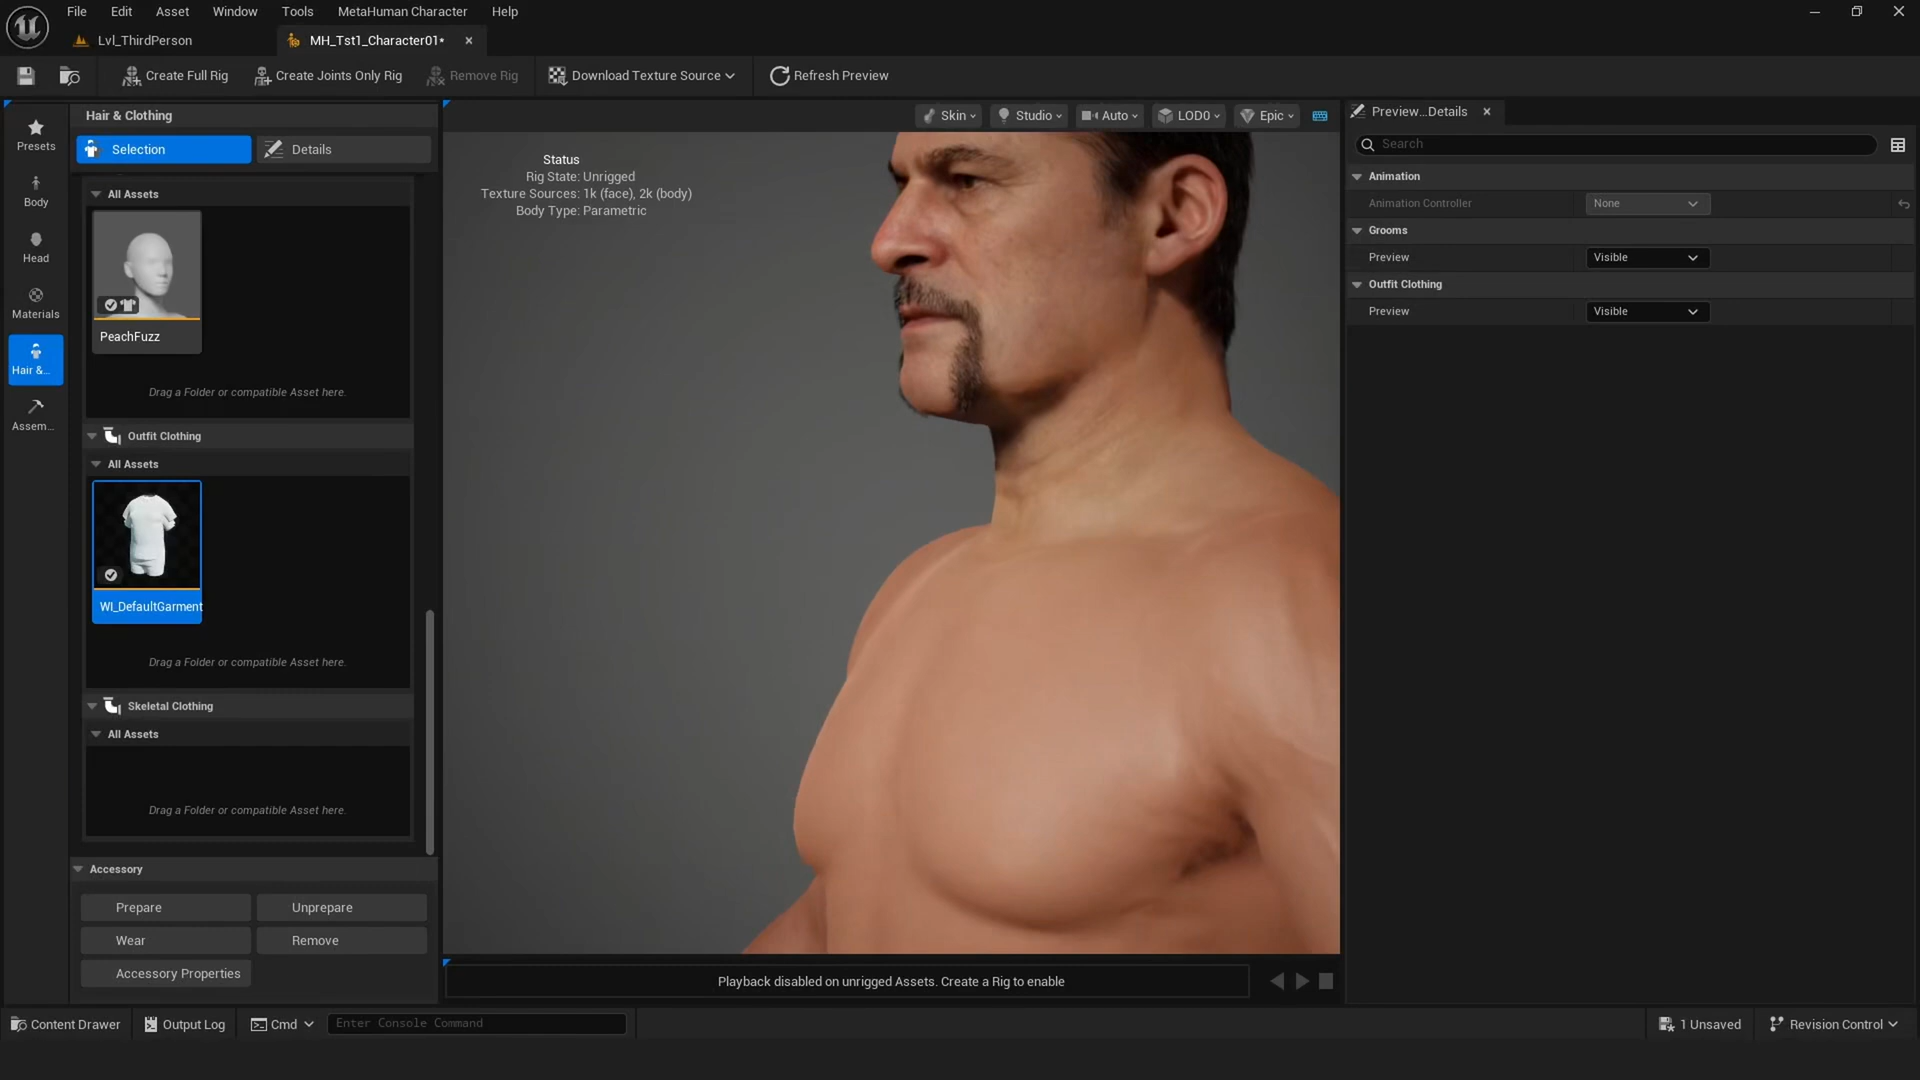 File Edit Asset Window Tools MetaHuman Character Help
Lvl_ThirdPerson MH_Tst1_Character01*
Create Full Rig Create Joints Only Rig Remove Rig Download Texture Source Refresh Preview
Presets
Body
Head
Materials
Hair &...
Assem...
Hair & Clothing
Selection Details
All Assets
PeachFuzz
Drag a Folder or compatible Asset here.
Outfit Clothing
All Assets
WI_DefaultGarment
Drag a Folder or compatible Asset here.
Skeletal Clothing
All Assets
Drag a Folder or compatible Asset here.
Accessory
Prepare Unprepare
Wear Remove
Accessory Properties
Skin Studio Auto LOD0 Epic
Status
Rig State: Unrigged
Texture Sources: 1k (face), 2k (body)
Body Type: Parametric
Playback disabled on unrigged Assets. Create a Rig to enable
Preview...Details
Search
Animation
Animation Controller None
Grooms
Preview Visible
Outfit Clothing
Preview Visible
Content Drawer Output Log Cmd Enter Console Command 1 Unsaved Revision Control